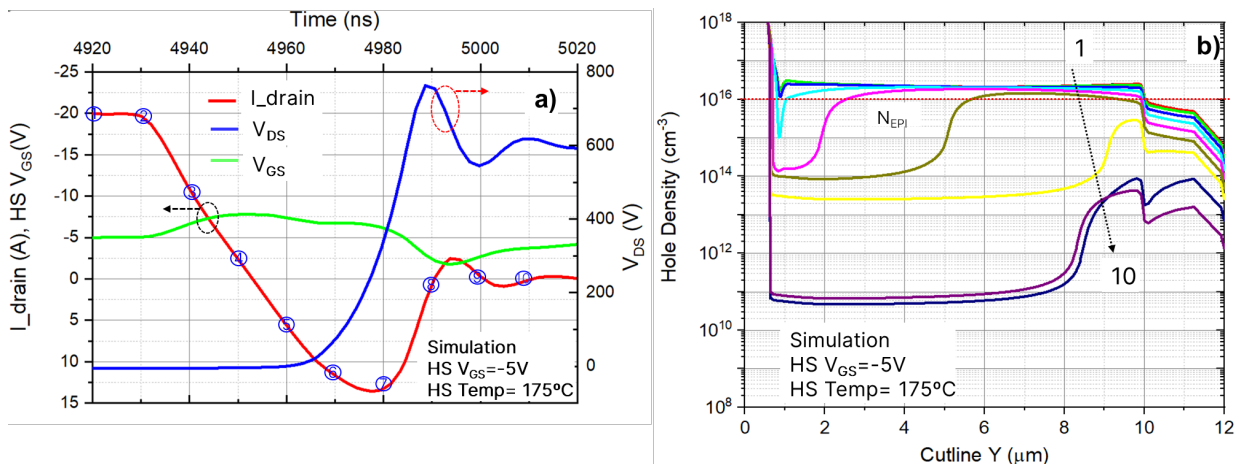 Time (ns)
4920 4940 4960 4980 5000 5020
-25
-20
-15
-10
-5
0
5
10
15
I_drain (A), HS V_GS(V)
800
600
400
200
0
V_DS (V)
a)
I_drain
V_DS
V_GS
1
2
3
4
5
6
7
8
9
10
Simulation
HS V_GS=-5V
HS Temp= 175ºC
b)
10^18
10^16
10^14
10^12
10^10
10^8
Hole Density (cm^-3)
1
N_EPI
10
Simulation
HS V_GS=-5V
HS Temp= 175ºC
0 2 4 6 8 10 12
Cutline Y (μm)